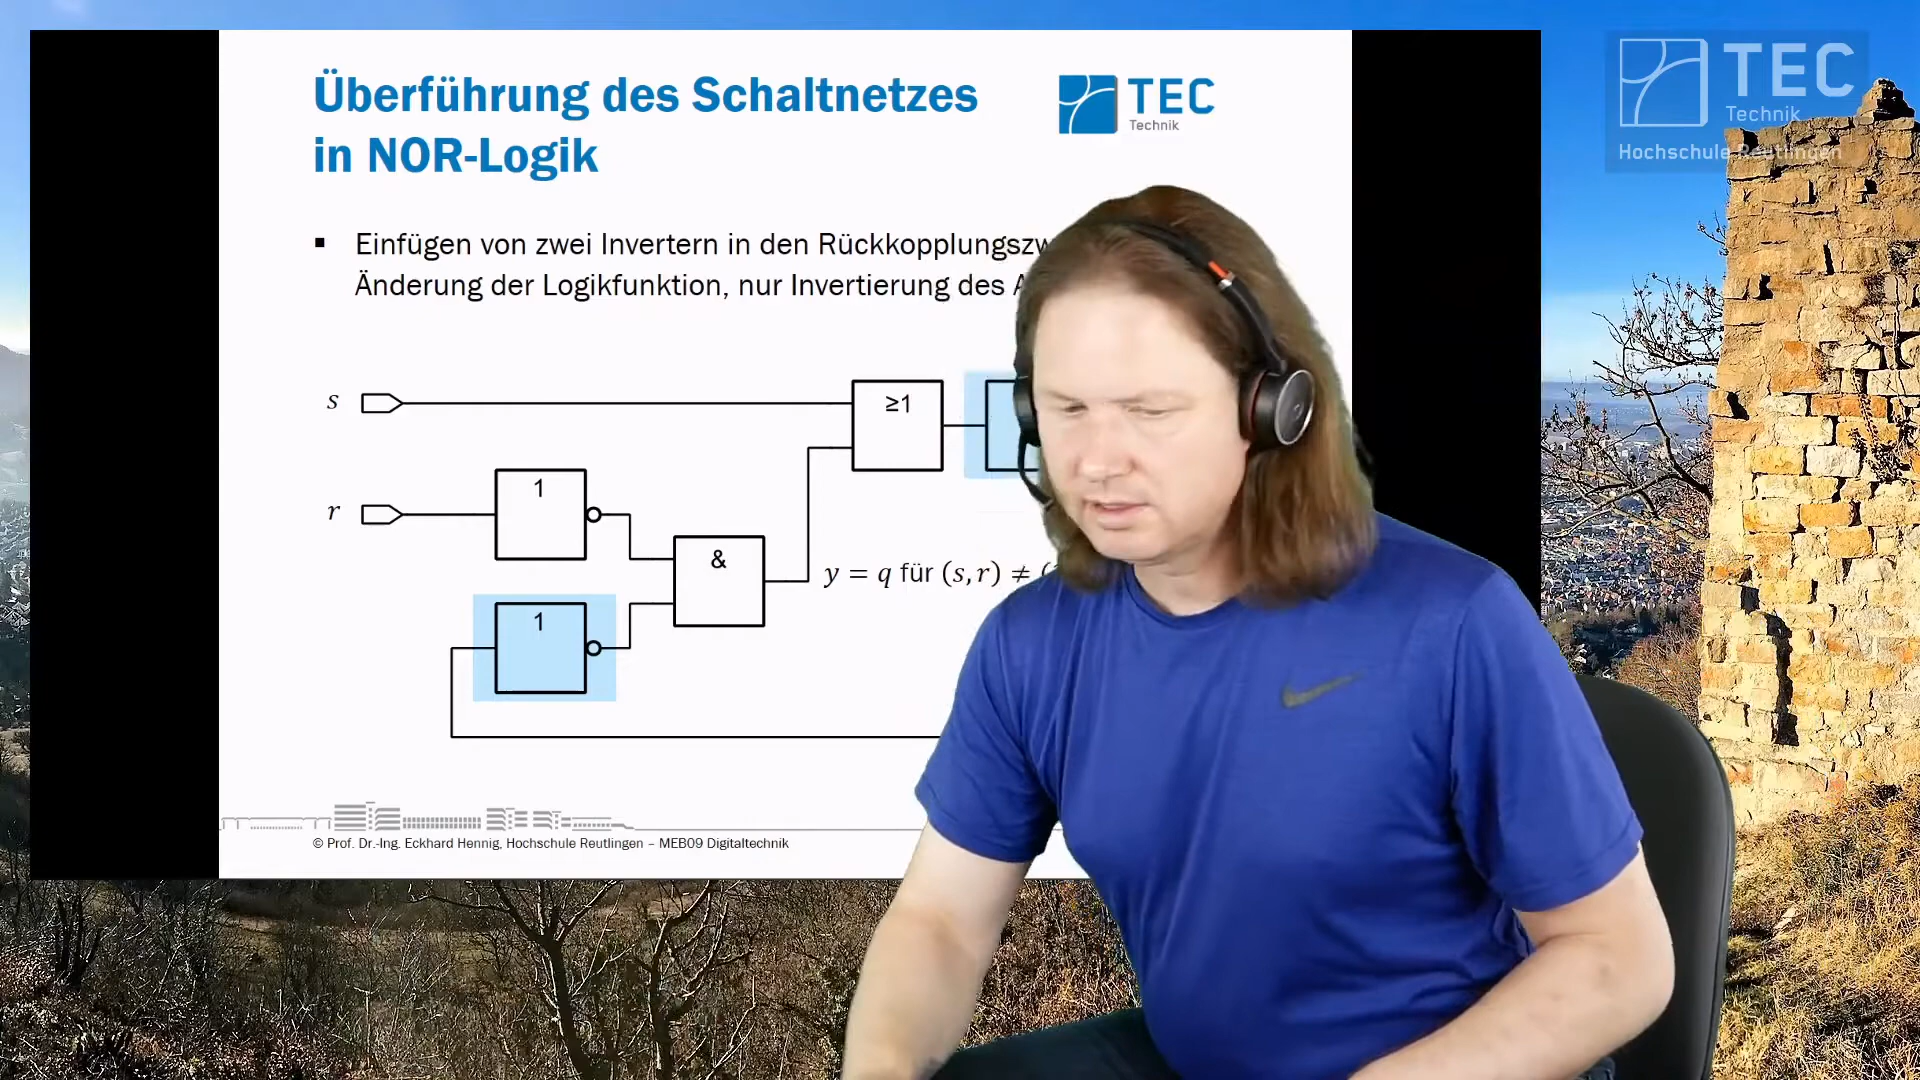 Überführung des Schaltnetzes
in NOR-Logik
TEC
Technik
TEC
Technik
Hochschule Reutlingen
▪ Einfügen von zwei Invertern in den
Änderung der Logikfunktion, nur Invertierung des
s
≥1
r
1
&
y = q für (s, r) ≠
1
© Prof. Dr.-Ing. Eckhard Hennig, Hochschule Reutlingen – MEB09 Digitaltechnik